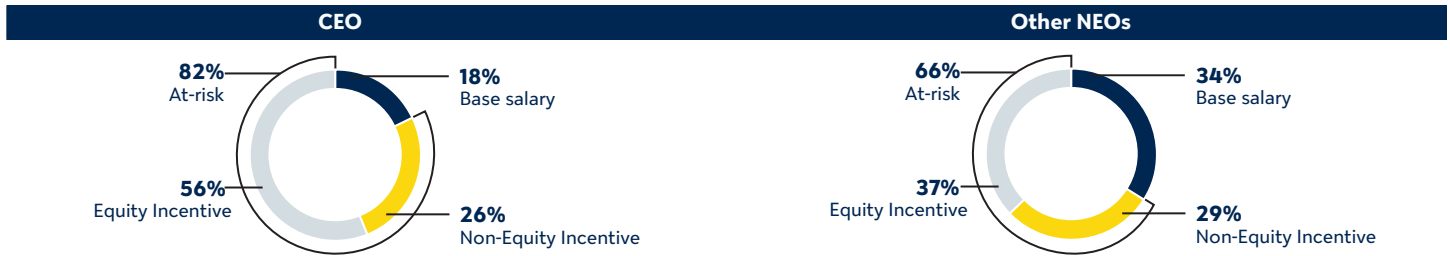 CEO
82%
At-risk
18%
Base salary
56%
Equity Incentive
26%
Non-Equity Incentive
Other NEOs
66%
At-risk
34%
Base salary
37%
Equity Incentive
29%
Non-Equity Incentive